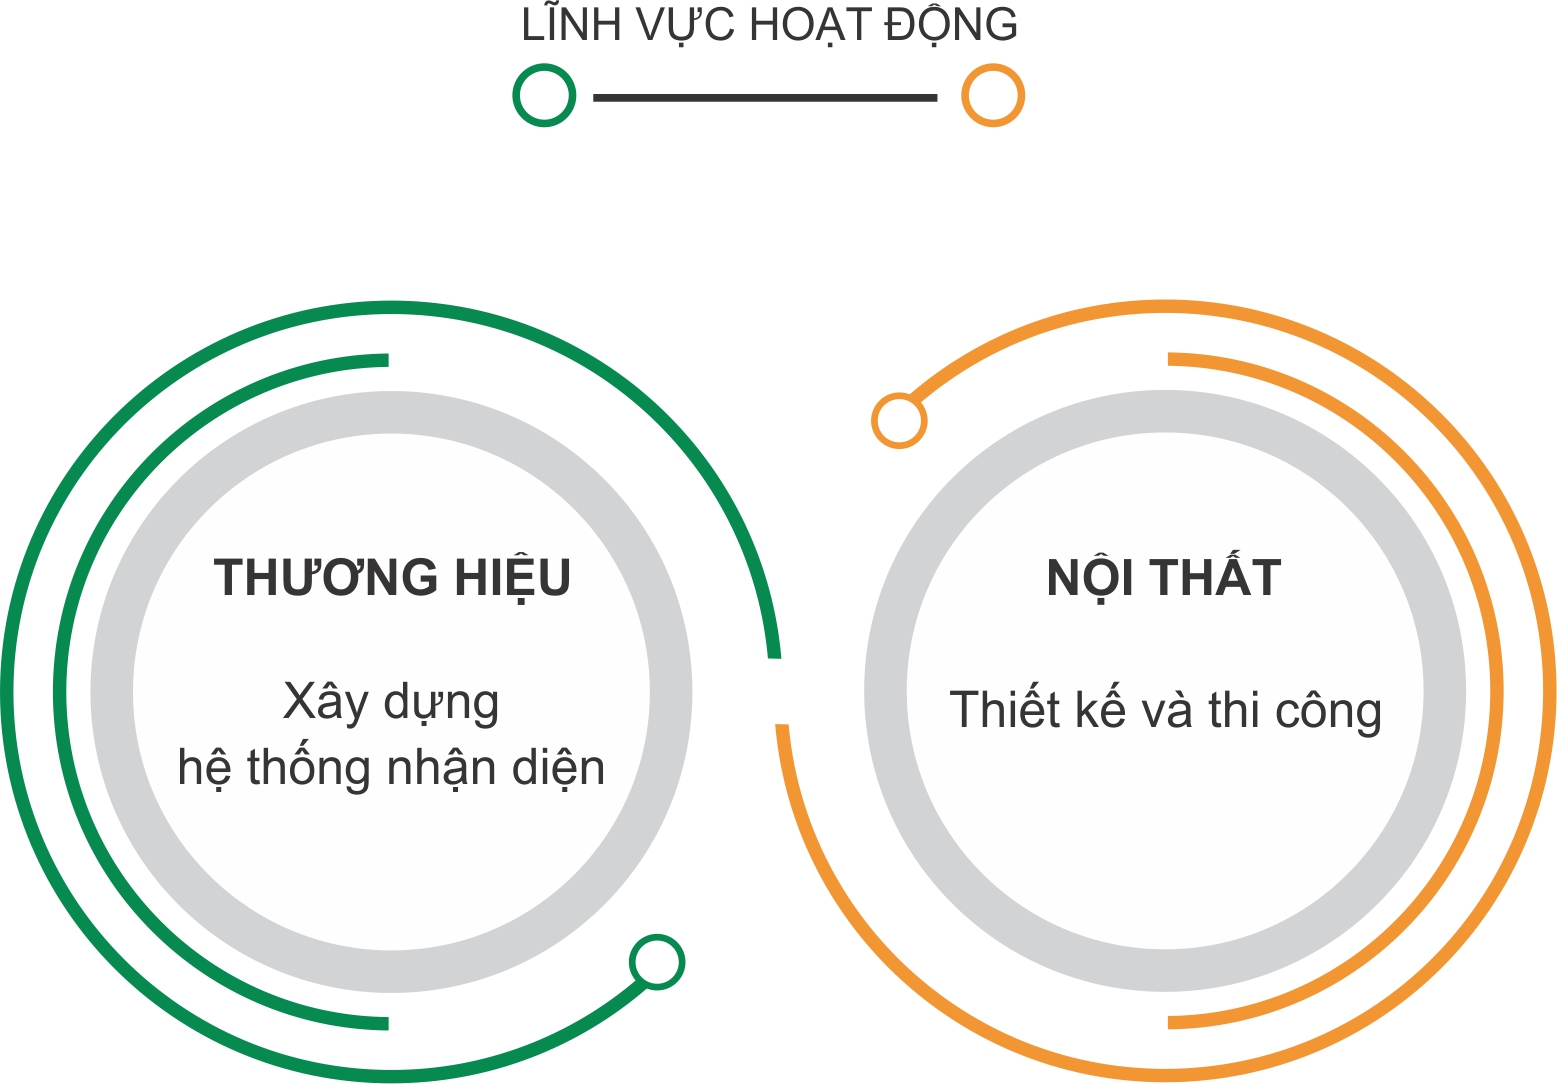 LĨNH VỰC HOẠT ĐỘNG
THƯƠNG HIỆU
Xây dựng
hệ thống nhận diện
NỘI THẤT
Thiết kế và thi công